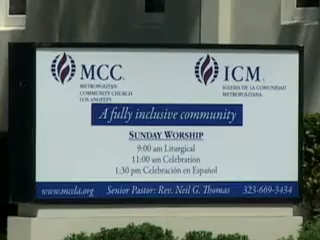 MCC.
METROPOLITAN
COMMUNITY CHURCH
LOS ANGELES
ICM
IGLESIA DE LA COMUNIDAD
METROPOLITANA
A fully inclusive community
SUNDAY WORSHIP
9:00 am Liturgical
11:00 am Celebration
1:30 pm Celebración en Español
www.mccla.org Senior Pastor: Rev. Neil G. Thomas 323-669-3434